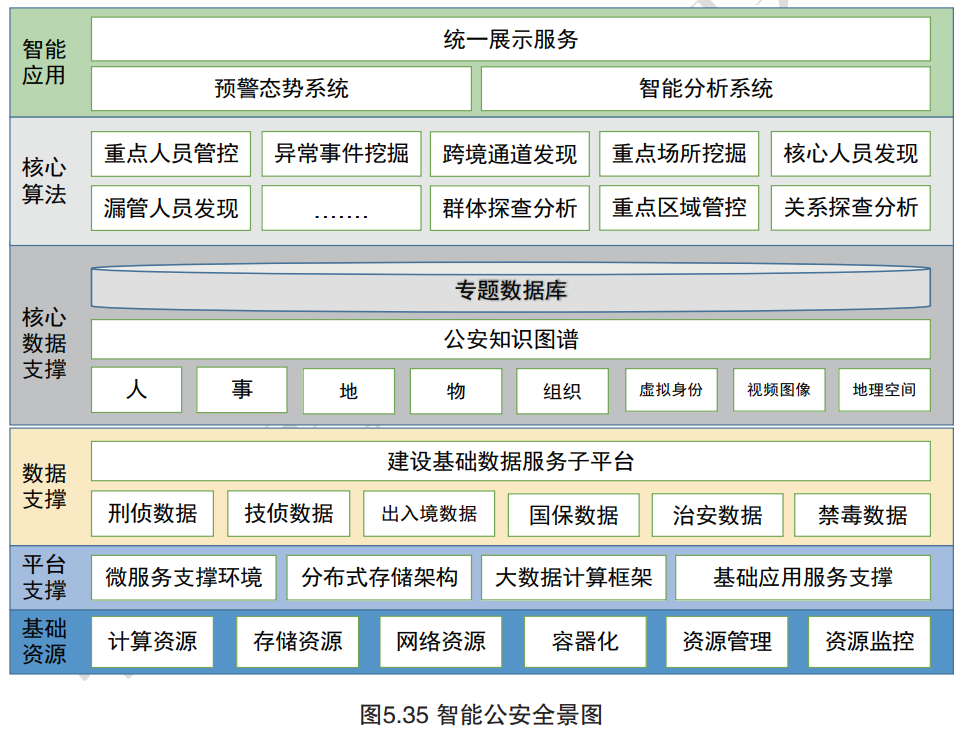 智能
应用
统一展示服务
预警态势系统
智能分析系统
核心
算法
重点人员管控
异常事件挖掘
跨境通道发现
重点场所挖掘
核心人员发现
漏管人员发现
.......
群体探查分析
重点区域管控
关系探查分析
核心
数据
支撑
专题数据库
公安知识图谱
人
事
地
物
组织
虚拟身份
视频图像
地理空间
数据
支撑
建设基础数据服务子平台
刑侦数据
技侦数据
出入境数据
国保数据
治安数据
禁毒数据
平台
支撑
微服务支撑环境
分布式存储架构
大数据计算框架
基础应用服务支撑
基础
资源
计算资源
存储资源
网络资源
容器化
资源管理
资源监控
图5.35 智能公安全景图